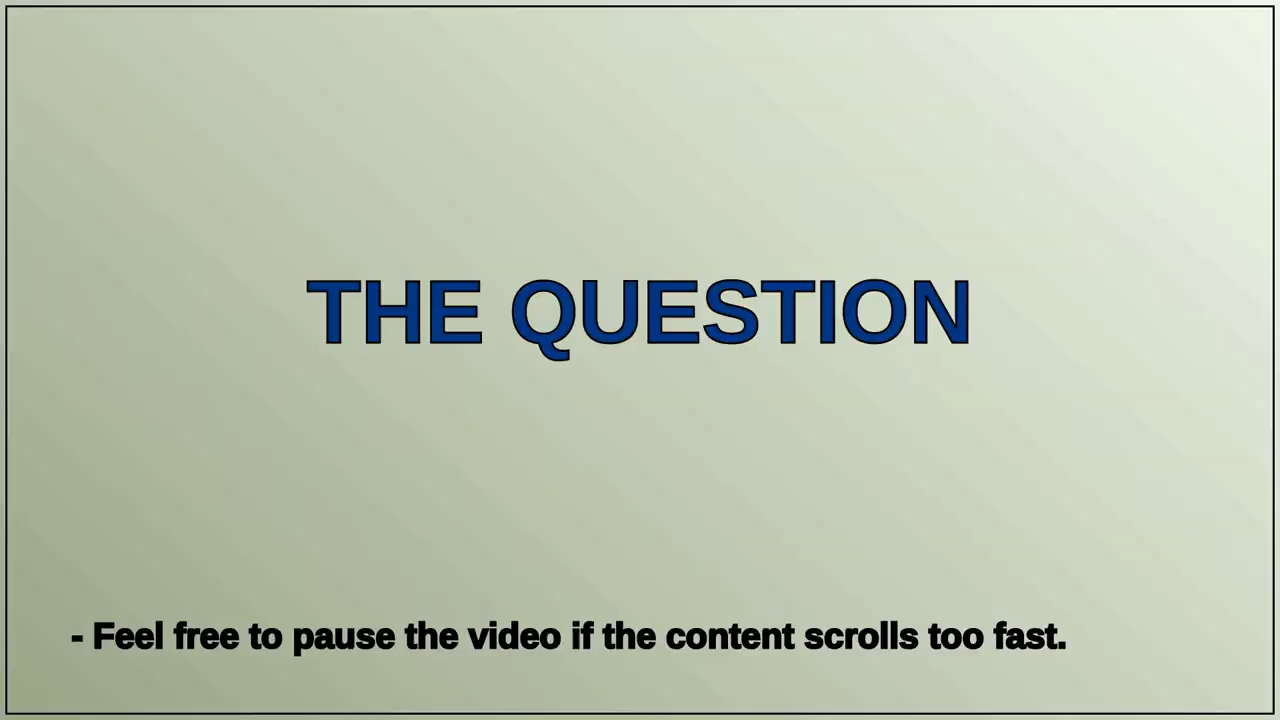 THE QUESTION
- Feel free to pause the video if the content scrolls too fast.